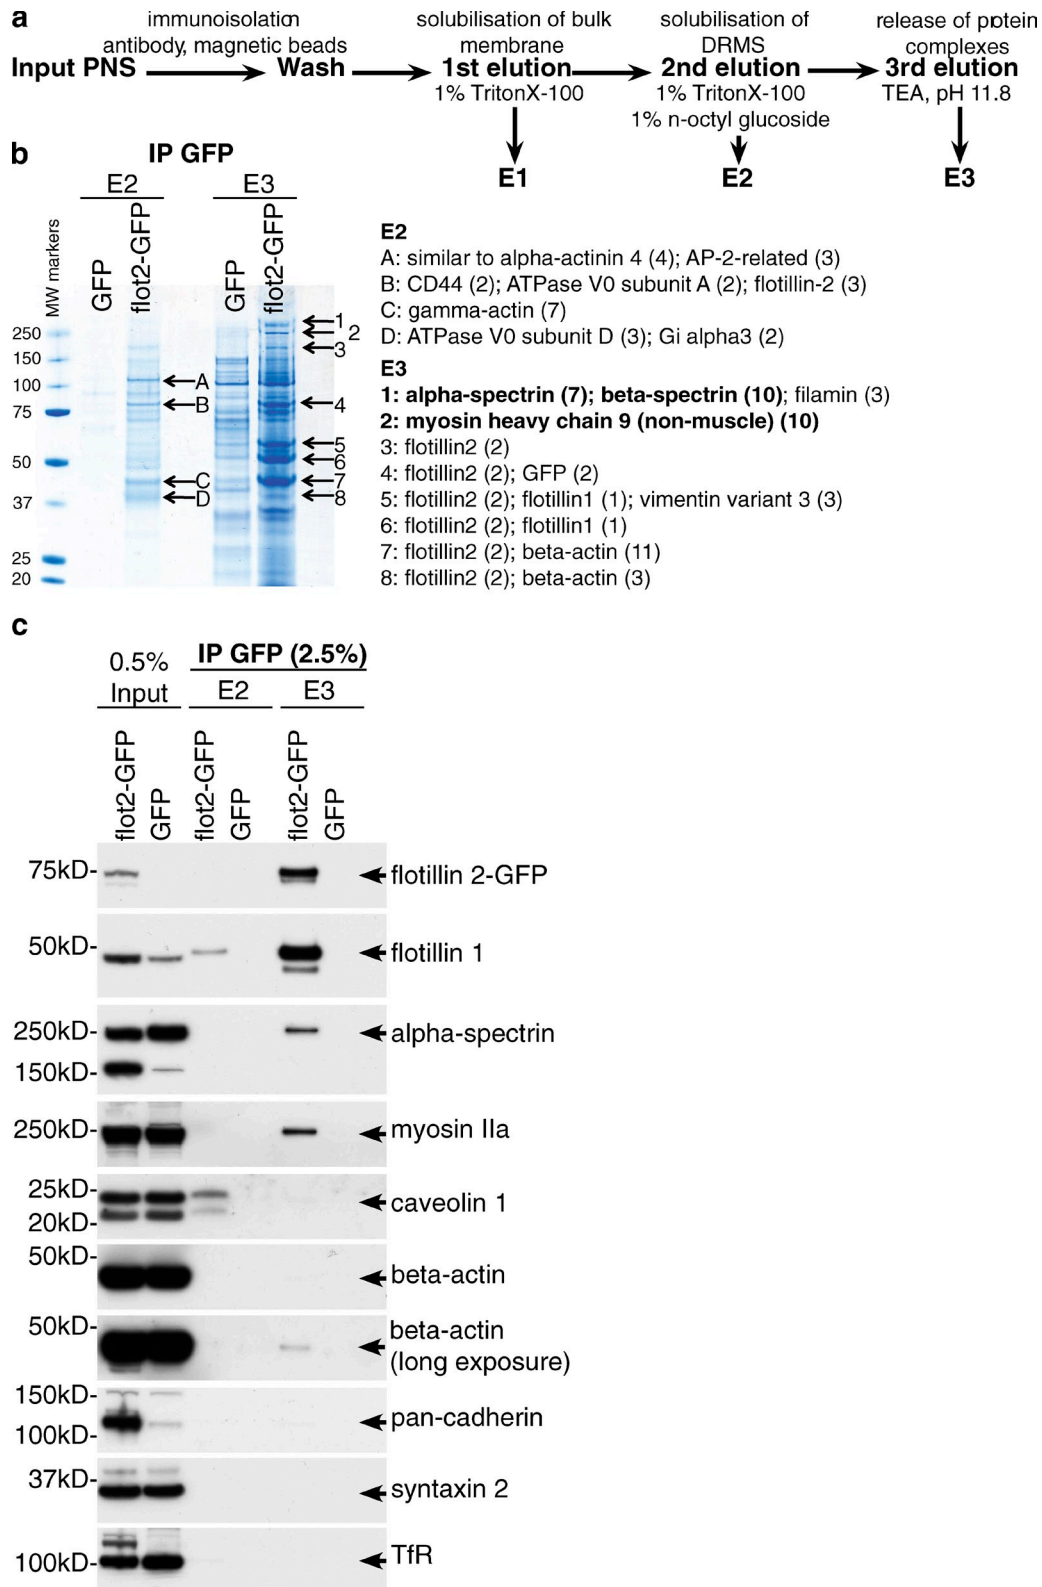 a
immunoisolation
antibody, magnetic beads
solubilisation of bulk
membrane
solubilisation of
DRMS
release of protein
complexes
Input PNS
Wash
1st elution
2nd elution
3rd elution
1% TritonX-100
1% TritonX-100
1% n-octyl glucoside
TEA, pH 11.8
E1
E2
E3
b
IP GFP
E2
E3
MW markers
GFP
flot2-GFP
GFP
flot2-GFP
250
150
100
75
50
37
25
20
A
B
C
D
1
2
3
4
5
6
7
8
E2
A: similar to alpha-actinin 4 (4); AP-2-related (3)
B: CD44 (2); ATPase V0 subunit A (2); flotillin-2 (3)
C: gamma-actin (7)
D: ATPase V0 subunit D (3); Gi alpha3 (2)
E3
1: alpha-spectrin (7); beta-spectrin (10); filamin (3)
2: myosin heavy chain 9 (non-muscle) (10)
3: flotillin2 (2)
4: flotillin2 (2); GFP (2)
5: flotillin2 (2); flotillin1 (1); vimentin variant 3 (3)
6: flotillin2 (2); flotillin1 (1)
7: flotillin2 (2); beta-actin (11)
8: flotillin2 (2); beta-actin (3)
c
0.5%
Input
IP GFP (2.5%)
E2
E3
flot2-GFP
GFP
flot2-GFP
GFP
flot2-GFP
GFP
75kD-
flotillin 2-GFP
50kD-
flotillin 1
250kD-
alpha-spectrin
150kD-
250kD-
myosin IIa
25kD-
caveolin 1
20kD-
50kD-
beta-actin
50kD-
beta-actin
(long exposure)
150kD-
pan-cadherin
100kD-
37kD-
syntaxin 2
100kD-
TfR